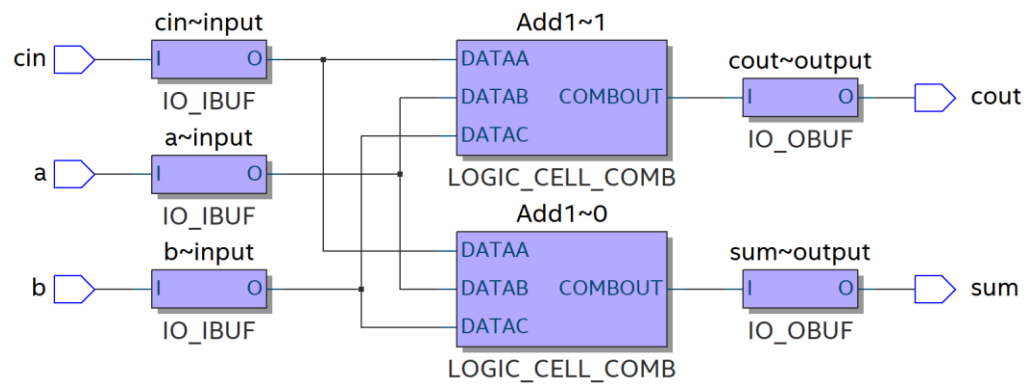 cin~input
cin
I O
IO_IBUF
a~input
a
I O
IO_IBUF
b~input
b
I O
IO_IBUF
Add1~1
DATAA
DATAB COMBOUT
DATAC
LOGIC_CELL_COMB
Add1~0
DATAA
DATAB COMBOUT
DATAC
LOGIC_CELL_COMB
cout~output
I O
cout
IO_OBUF
sum~output
I O
sum
IO_OBUF